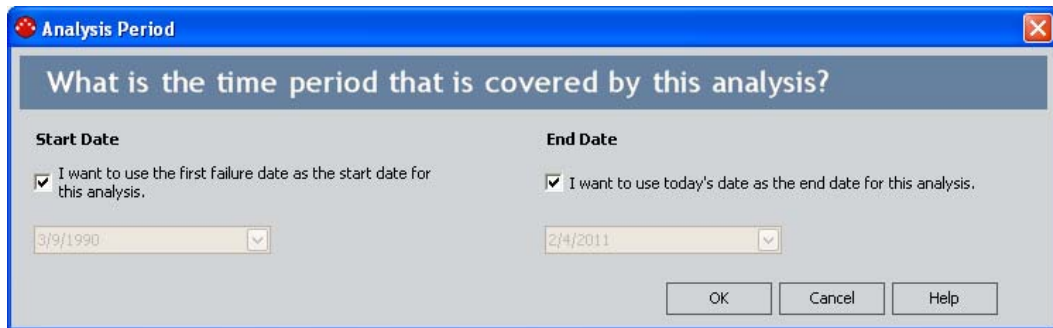 Analysis Period
What is the time period that is covered by this analysis?
Start Date
End Date
I want to use the first failure date as the start date for
this analysis.
I want to use today's date as the end date for this analysis.
3/9/1990
2/4/2011
OK
Cancel
Help